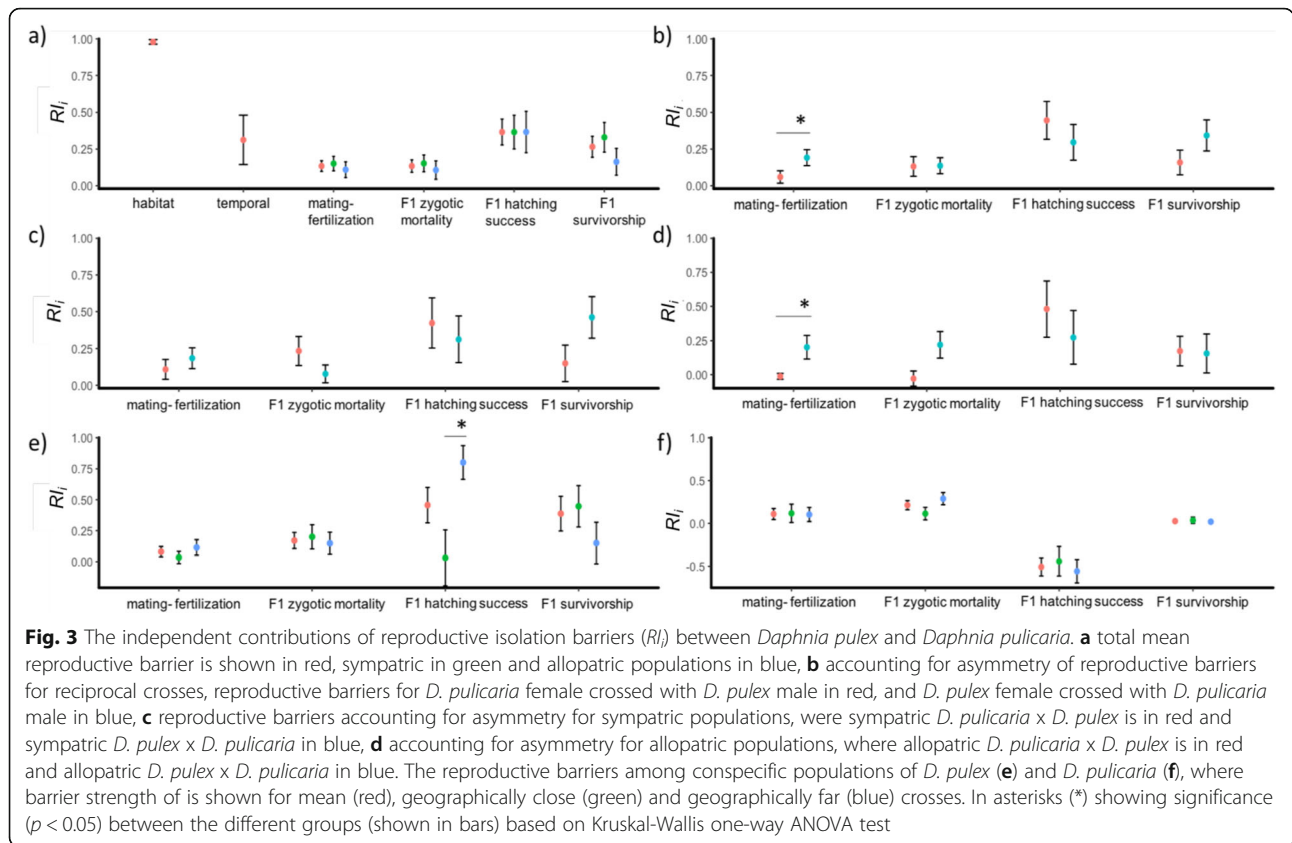 a)
1.00
0.75
0.50
0.25
0.00
RIi
habitat
temporal
mating-
fertilization
F1 zygotic
mortality
F1 hatching
success
F1
survivorship
b)
1.00
0.75
0.50
0.25
0.00
RIi
*
mating- fertilization
F1 zygotic mortality
F1 hatching success
F1 survivorship
c)
1.00
0.75
0.50
0.25
0.00
RIi
mating- fertilization
F1 zygotic mortality
F1 hatching success
F1 survivorship
d)
1.00
0.75
0.50
0.25
0.00
RIi
*
mating- fertilization
F1 zygotic mortality
F1 hatching success
F1 survivorship
e)
1.00
0.75
0.50
0.25
0.00
RIi
*
mating- fertilization
F1 zygotic mortality
F1 hatching success
F1 survivorship
f)
1.0
0.5
0.0
-0.5
RIi
mating- fertilization
F1 zygotic mortality
F1 hatching success
F1 survivorship
Fig. 3 The independent contributions of reproductive isolation barriers (RIi) between Daphnia pulex and Daphnia pulicaria. a total mean
reproductive barrier is shown in red, sympatric in green and allopatric populations in blue, b accounting for asymmetry of reproductive barriers
for reciprocal crosses, reproductive barriers for D. pulicaria female crossed with D. pulex male in red, and D. pulex female crossed with D. pulicaria
male in blue, c reproductive barriers accounting for asymmetry for sympatric populations, were sympatric D. pulicaria x D. pulex is in red and
sympatric D. pulex x D. pulicaria in blue, d accounting for asymmetry for allopatric populations, where allopatric D. pulicaria x D. pulex is in red
and allopatric D. pulex x D. pulicaria in blue. The reproductive barriers among conspecific populations of D. pulex (e) and D. pulicaria (f), where
barrier strength of is shown for mean (red), geographically close (green) and geographically far (blue) crosses. In asterisks (*) showing significance
(p < 0.05) between the different groups (shown in bars) based on Kruskal-Wallis one-way ANOVA test